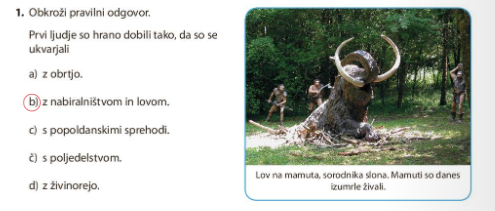 1. Obkroži pravilni odgovor.
Prvi ljudje so hrano dobili tako, da so se
ukvarjali
a) z obrtjo.
b) z nabiralništvom in lovom.
c) s popoldanskimi sprehodi.
č) s poljedelstvom.
d) z živinorejo.
Lov na mamuta, sorodnika slona. Mamuti so danes
izumrle živali.